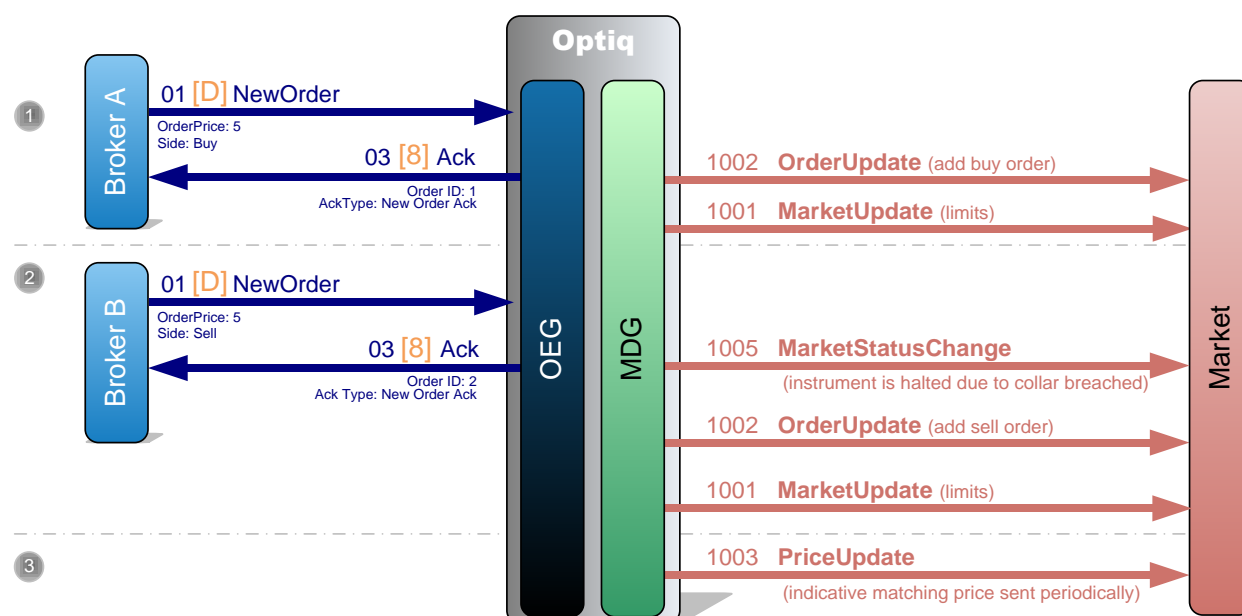 Optiq
1
Broker A
01 [D] NewOrder
OrderPrice: 5
Side: Buy
03 [8] Ack
Order ID: 1
AckType: New Order Ack
OEG
MDG
1002 OrderUpdate (add buy order)
1001 MarketUpdate (limits)
Market
2
Broker B
01 [D] NewOrder
OrderPrice: 5
Side: Sell
03 [8] Ack
Order ID: 2
Ack Type: New Order Ack
1005 MarketStatusChange
(instrument is halted due to collar breached)
1002 OrderUpdate (add sell order)
1001 MarketUpdate (limits)
3
1003 PriceUpdate
(indicative matching price sent periodically)